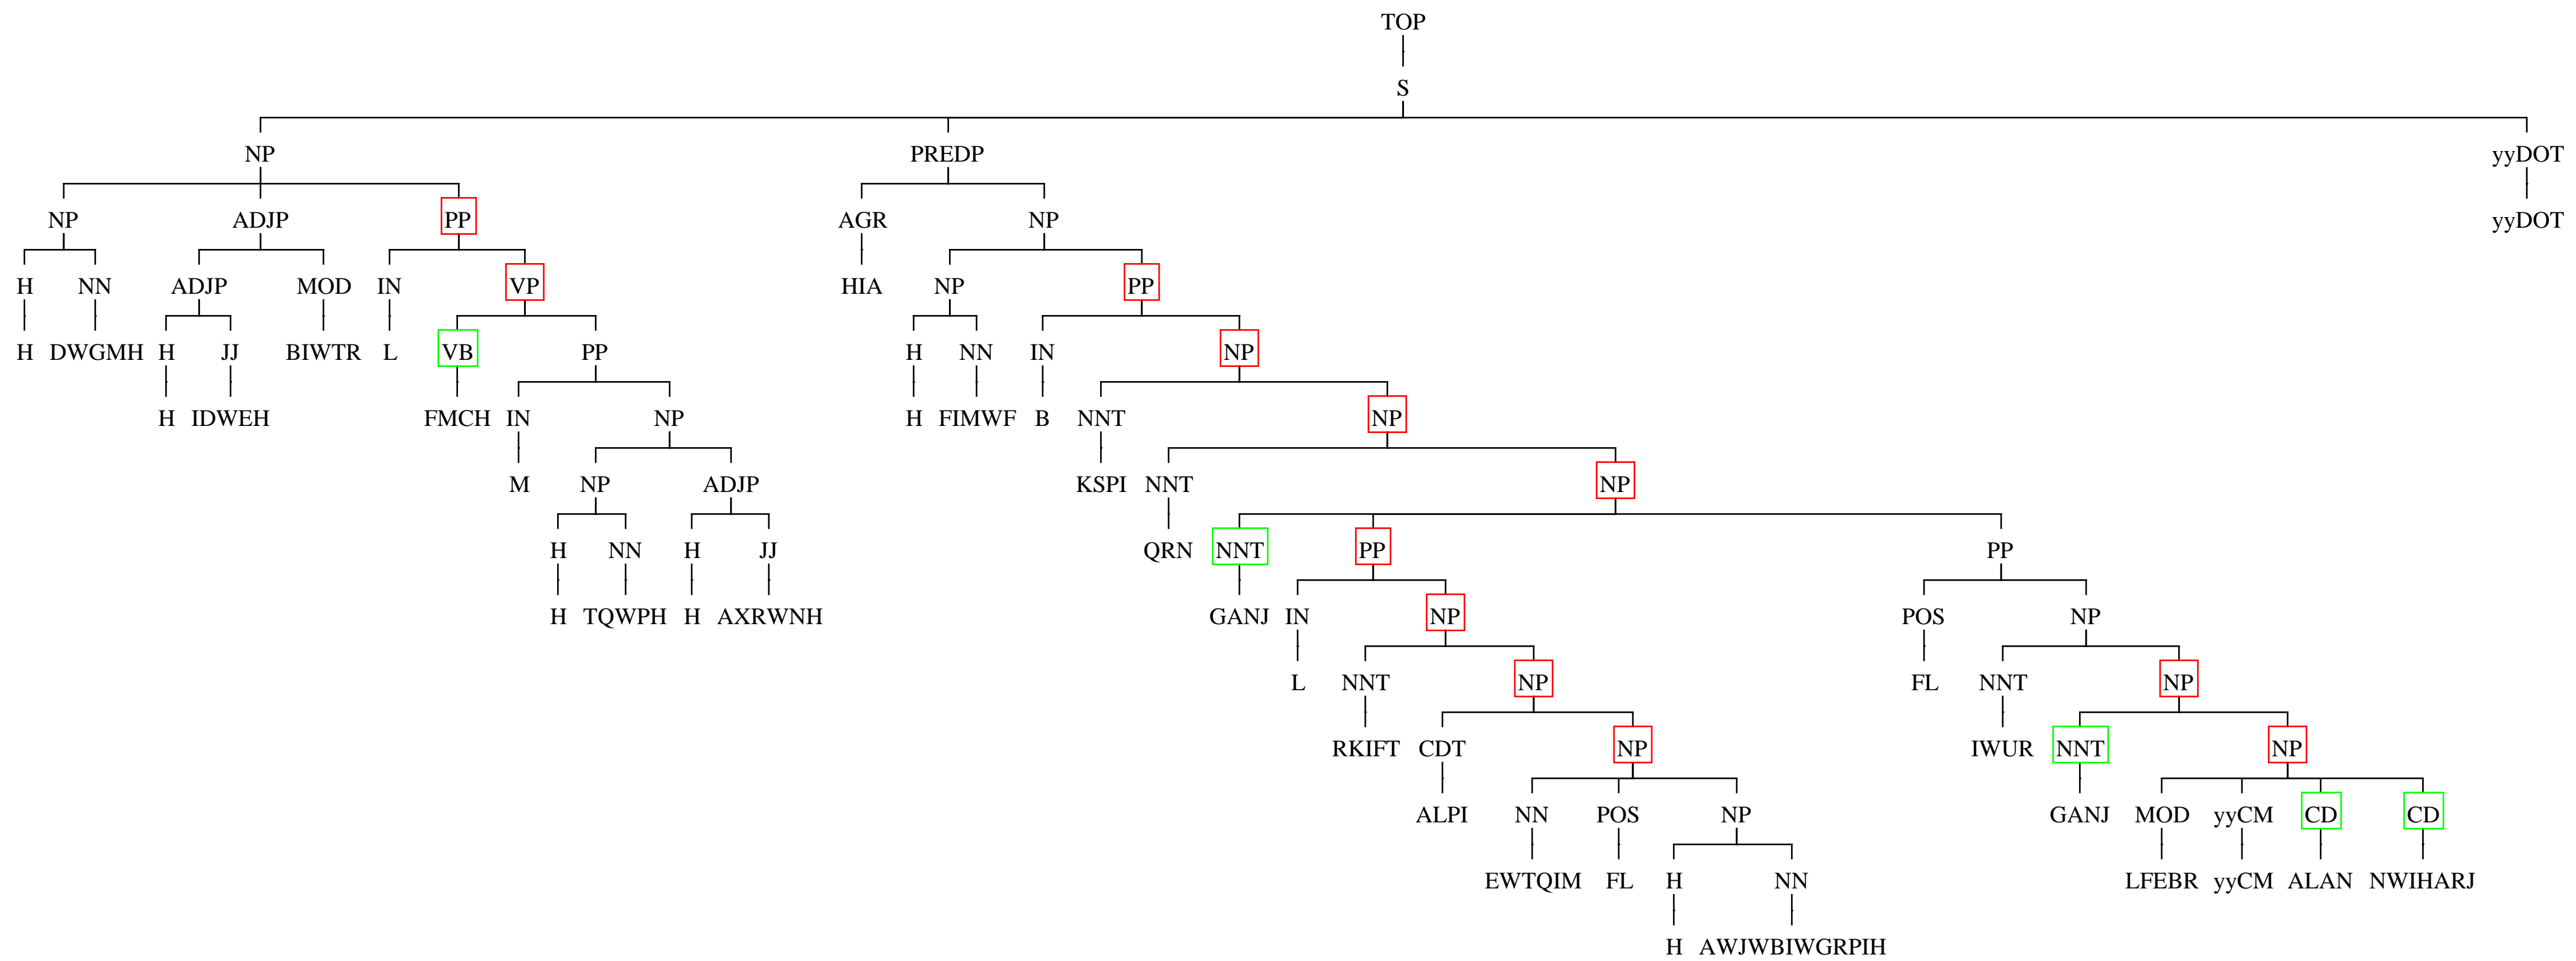 TOP
S
NP PREDP yyDOT
NP ADJP PP AGR NP yyDOT
H NN ADJP MOD IN VP HIA NP PP
H DWGMH H JJ BIWTR L VB PP H NN IN NP
H IDWEH FMCH IN NP H FIMWF B NNT NP
M NP ADJP KSPI NNT NP
H NN H JJ QRN NNT PP PP
H TQWPH H AXRWNH GANJ IN NP POS NP
L NNT NP FL NNT NP
RKIFT CDT NP IWUR NNT NP
ALPI NN POS NP GANJ MOD yyCM CD CD
EWTQIM FL H NN LFEBR yyCM ALAN NWIHARJ
H AWJWBIWGRPIH